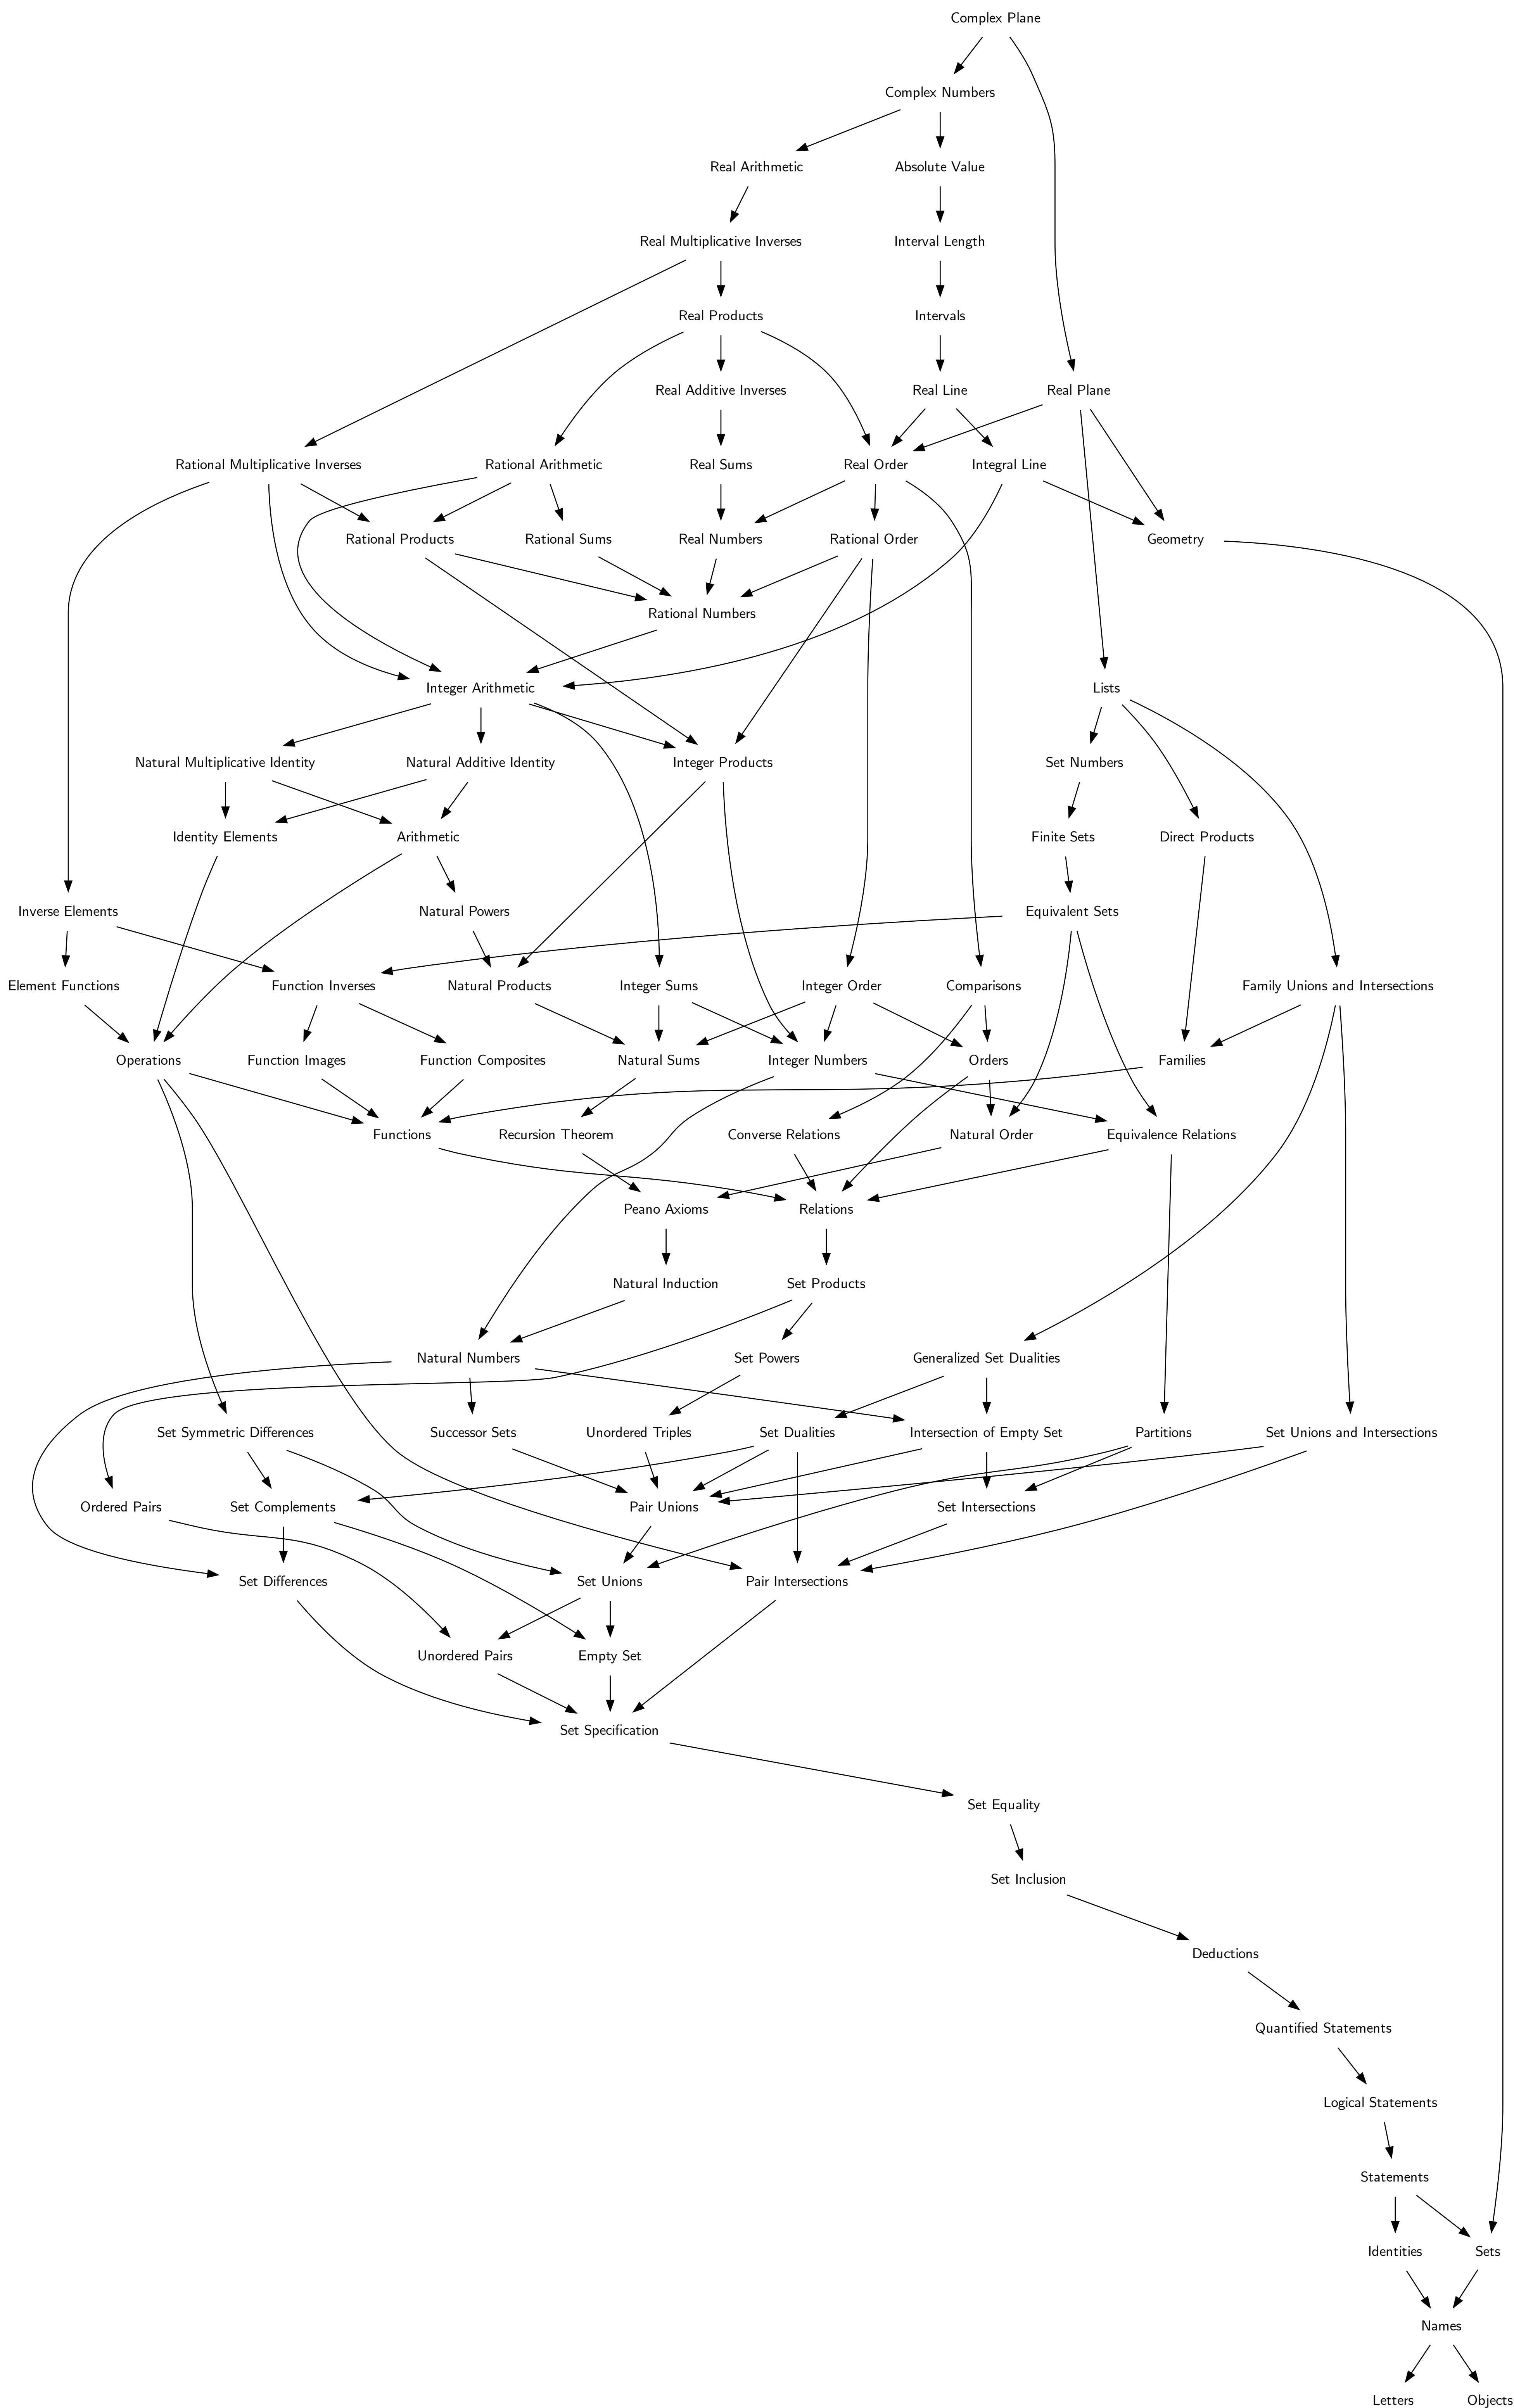 Complex Plane
Complex Numbers
Real Arithmetic
Absolute Value
Real Multiplicative Inverses
Interval Length
Real Products
Intervals
Real Additive Inverses
Real Line
Real Plane
Rational Multiplicative Inverses
Rational Arithmetic
Real Sums
Real Order
Integral Line
Rational Products
Rational Sums
Real Numbers
Rational Order
Geometry
Rational Numbers
Integer Arithmetic
Lists
Natural Multiplicative Identity
Natural Additive Identity
Integer Products
Set Numbers
Identity Elements
Arithmetic
Finite Sets
Direct Products
Inverse Elements
Natural Powers
Equivalent Sets
Element Functions
Function Inverses
Natural Products
Integer Sums
Integer Order
Comparisons
Family Unions and Intersections
Operations
Function Images
Function Composites
Natural Sums
Integer Numbers
Orders
Families
Functions
Recursion Theorem
Converse Relations
Natural Order
Equivalence Relations
Peano Axioms
Relations
Natural Induction
Set Products
Natural Numbers
Set Powers
Generalized Set Dualities
Set Symmetric Differences
Successor Sets
Unordered Triples
Set Dualities
Intersection of Empty Set
Partitions
Set Unions and Intersections
Ordered Pairs
Set Complements
Pair Unions
Set Intersections
Set Differences
Set Unions
Pair Intersections
Unordered Pairs
Empty Set
Set Specification
Set Equality
Set Inclusion
Deductions
Quantified Statements
Logical Statements
Statements
Identities
Sets
Names
Letters
Objects